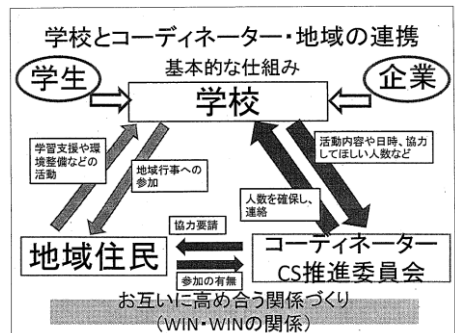 学校とコーディネーター・地域の連携
基本的な仕組み
学生
企業
学校
学習支援や環
境整備などの
活動
地域行事への
参加
活動内容や日時、協力
してほしい人数など
人数を確保し、
連絡
協力要請
地域住民
参加の有無
コーディネーター
CS推進委員会
お互いに高め合う関係づくり
(WIN・WINの関係)